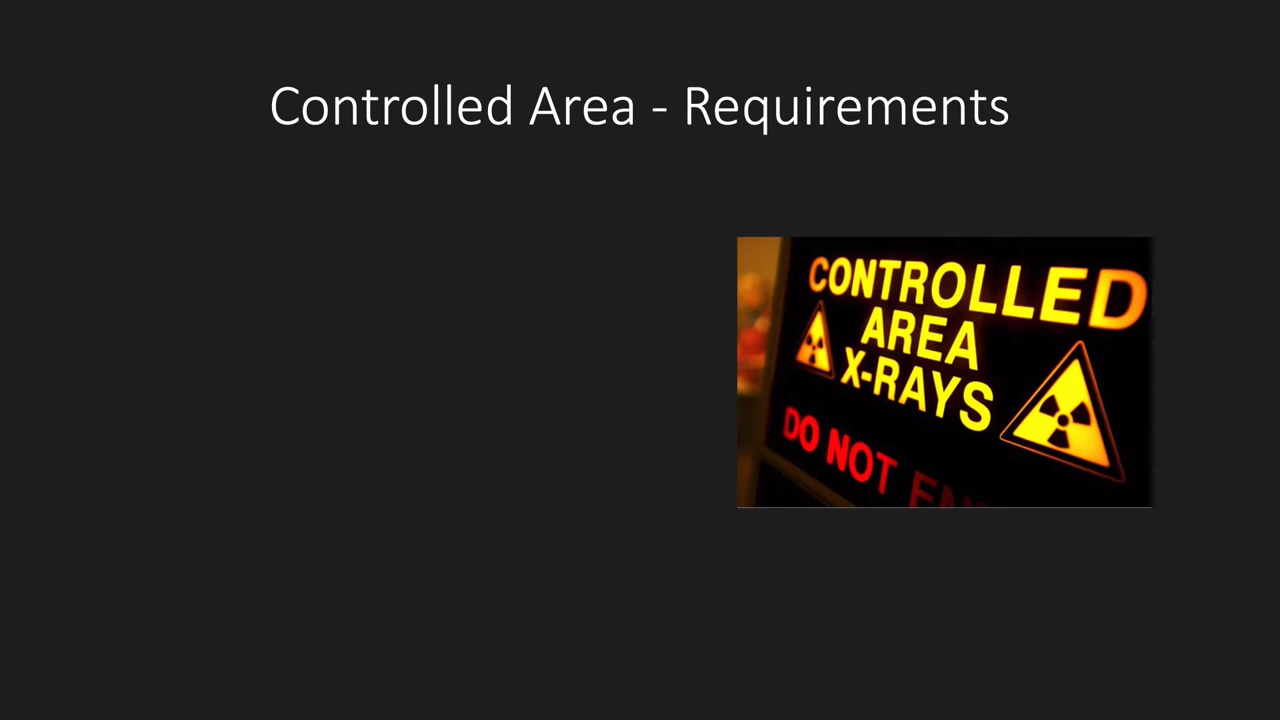 Controlled Area - Requirements
CONTROLLED
AREA
X-RAYS
DO NOT